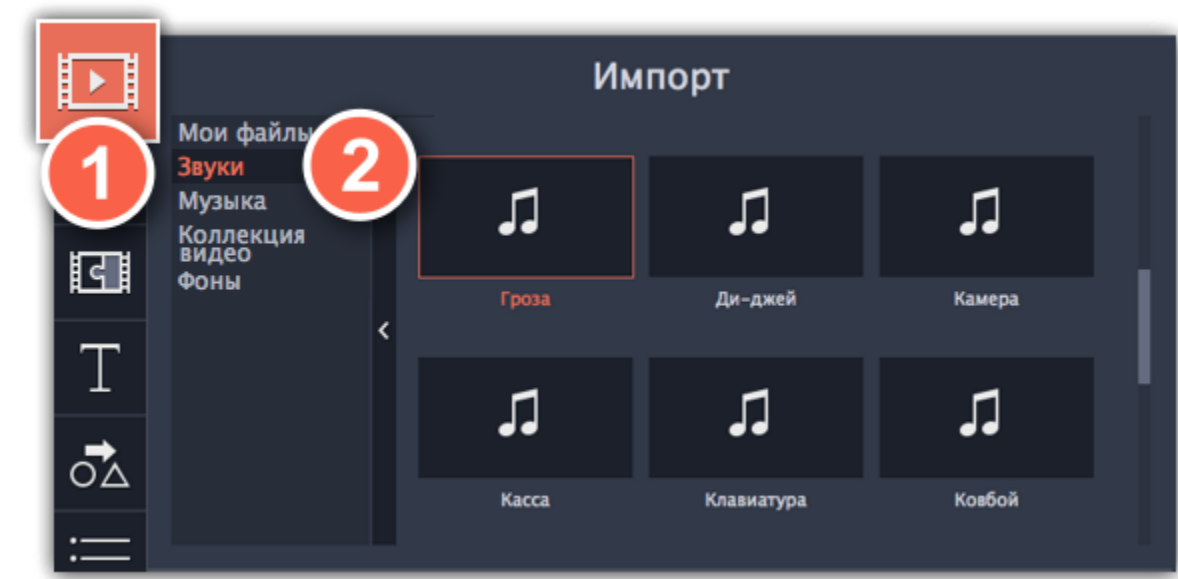 Импорт
1
Мои файлы
Звуки
2
Музыка
Коллекция
видео
Фоны
Гроза
Ди-джей
Камера
Касса
Клавиатура
Ковбой
T